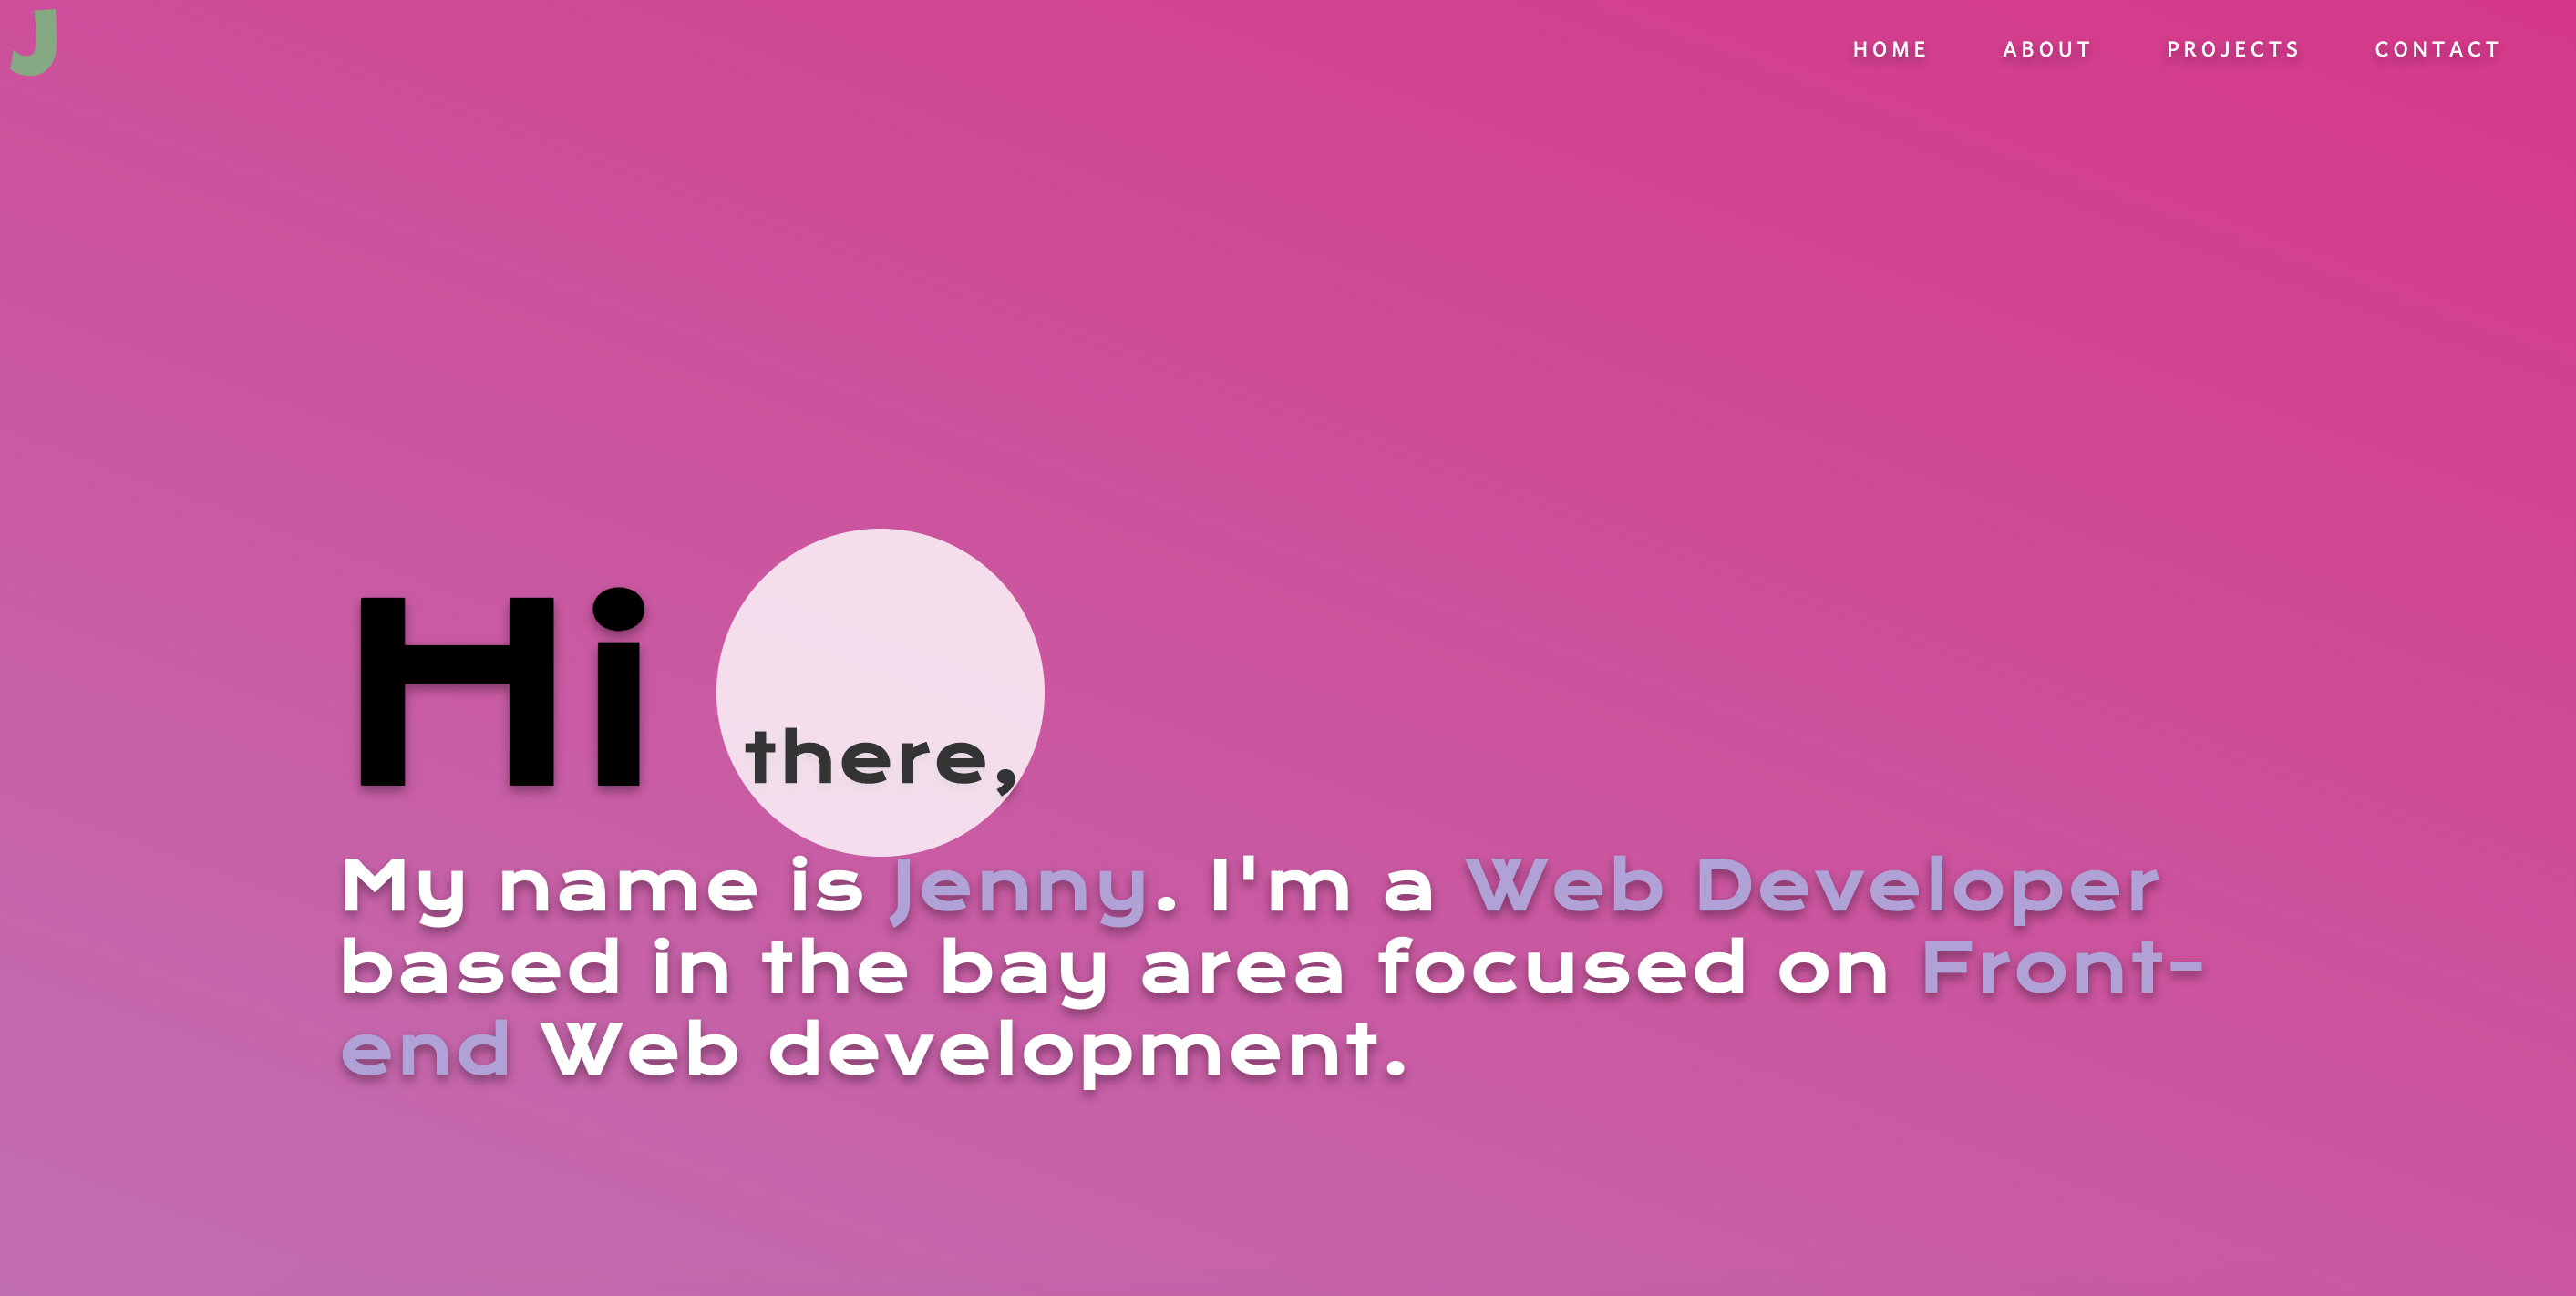 J
HOME ABOUT PROJECTS CONTACT
Hi there,
My name is Jenny. I'm a Web Developer
based in the bay area focused on Front-
end Web development.